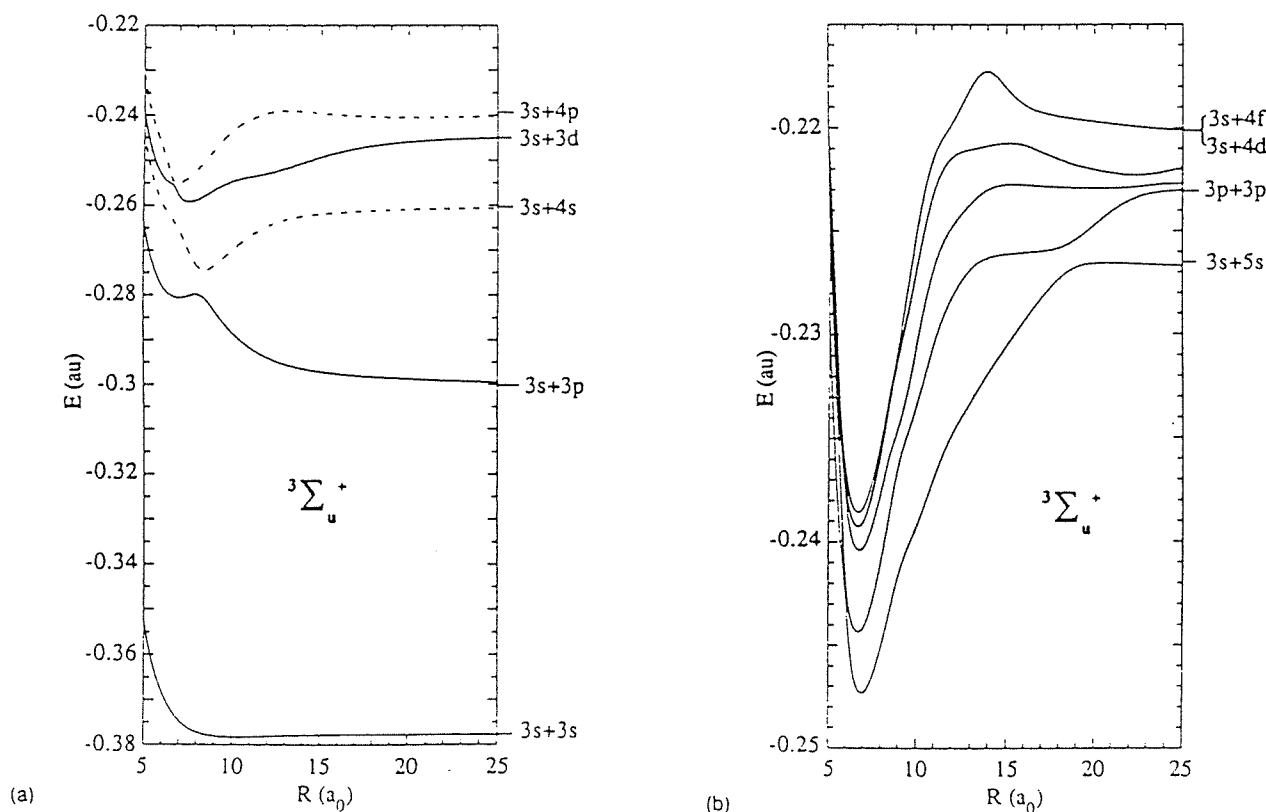 -0.22
-0.24
-0.26
-0.28
-0.3
-0.32
-0.34
-0.36
-0.38
E (au)
3s+4p
3s+3d
3s+4s
3s+3p
3s+3s
³Σᵤ⁺
5 10 15 20 25
R (a₀)
(a)
-0.22
-0.23
-0.24
-0.25
E (au)
3s+4f
3s+4d
3p+3p
3s+5s
³Σᵤ⁺
5 10 15 20 25
R (a₀)
(b)